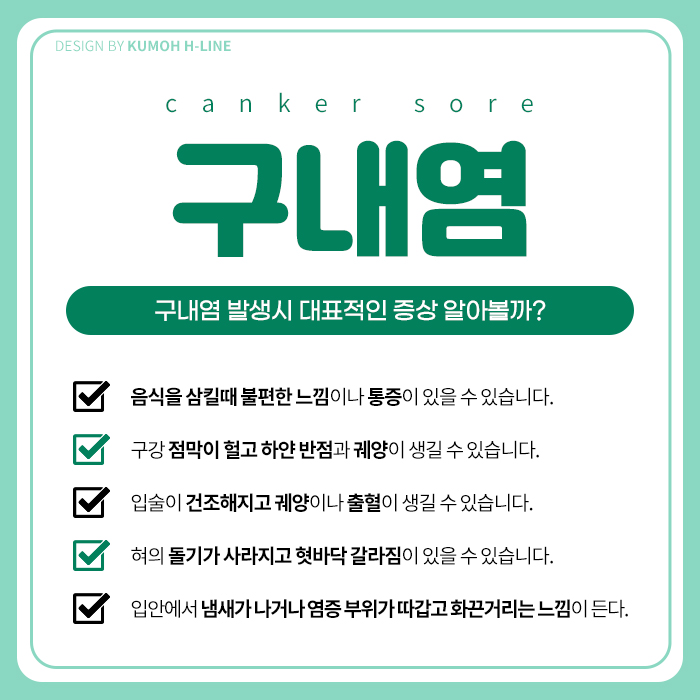 DESIGN BY KUMOH H-LINE
canker sore
구내염
구내염 발생시 대표적인 증상 알아볼까?
음식을 삼킬때 불편한 느낌이나 통증이 있을 수 있습니다.
구강 점막이 헐고 하얀 반점과 궤양이 생길 수 있습니다.
입술이 건조해지고 궤양이나 출혈이 생길 수 있습니다.
혀의 돌기가 사라지고 혓바닥 갈라짐이 있을 수 있습니다.
입안에서 냄새가 나거나 염증 부위가 따갑고 화끈거리는 느낌이 든다.